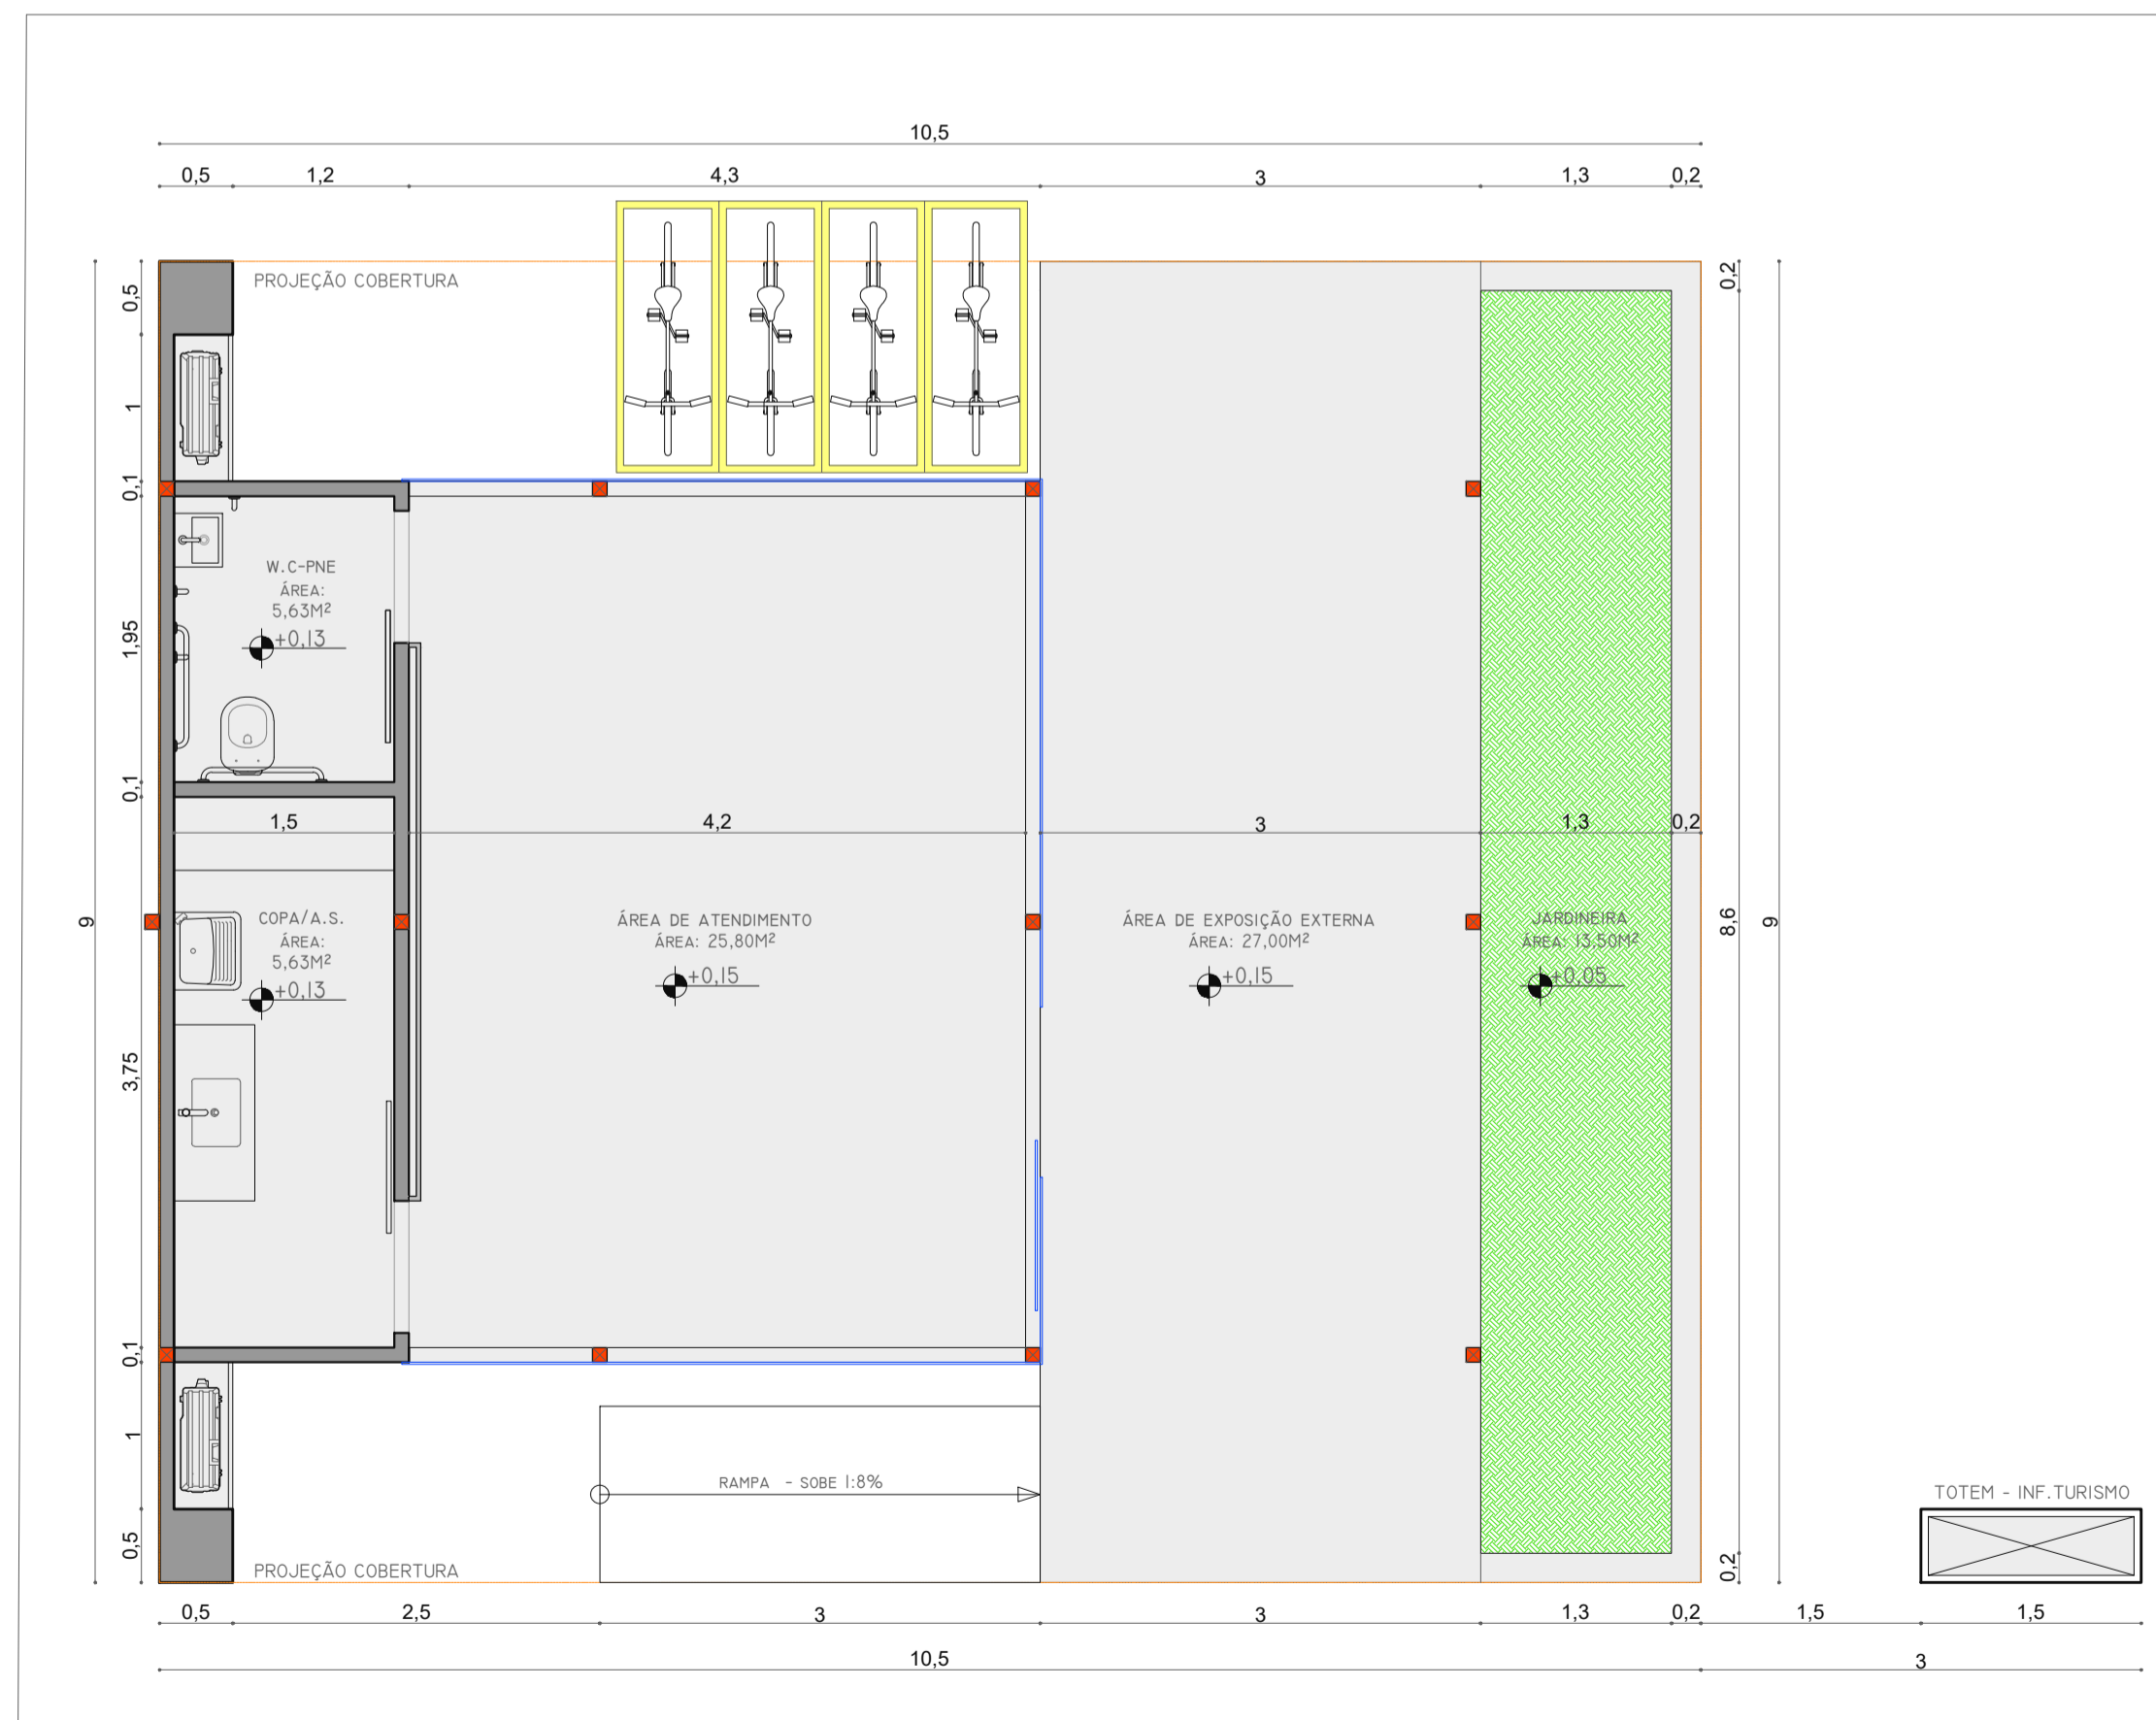 10,5
0,5 1,2 4,3 3 1,3 0,2
PROJEÇÃO COBERTURA
0,5
1
0,1
1,95
0,1
3,75
0,1
1
0,5
9
0,2
8,6
0,2
9
W.C-PNE
ÁREA:
5,63M²
+0,13
1,5 4,2 3 1,3 0,2
COPA/A.S.
ÁREA:
5,63M²
+0,13
ÁREA DE ATENDIMENTO
ÁREA: 25,80M²
+0,15
ÁREA DE EXPOSIÇÃO EXTERNA
ÁREA: 27,00M²
+0,15
JARDINEIRA
ÁREA: 13,50M²
+0,05
RAMPA - SOBE 1:8%
TOTEM - INF.TURISMO
PROJEÇÃO COBERTURA
0,5 2,5 3 3 1,3 0,2 1,5 1,5
10,5 3